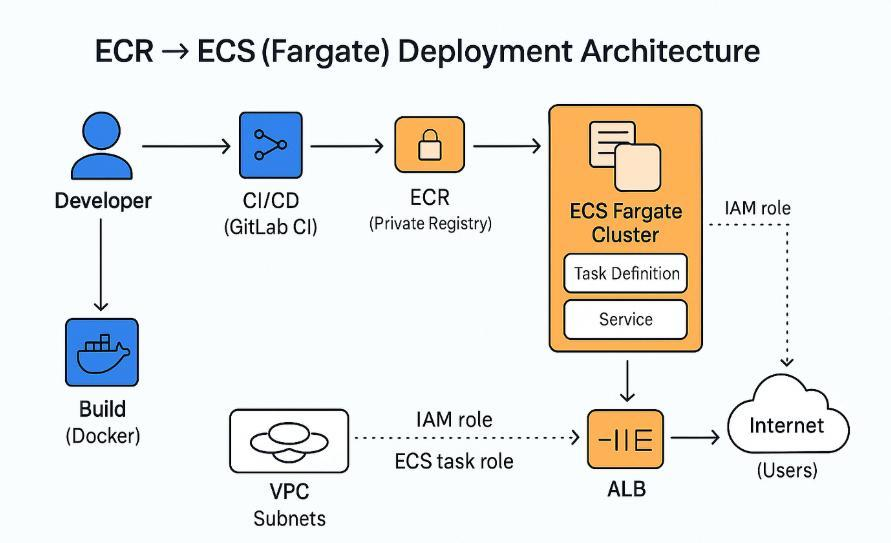 ECR → ECS (Fargate) Deployment Architecture
Developer
CI/CD
(GitLab CI)
ECR
(Private Registry)
ECS Fargate
Cluster
Task Definition
Service
IAM role
Build
(Docker)
VPC
Subnets
IAM role
ECS task role
ALB
Internet
(Users)